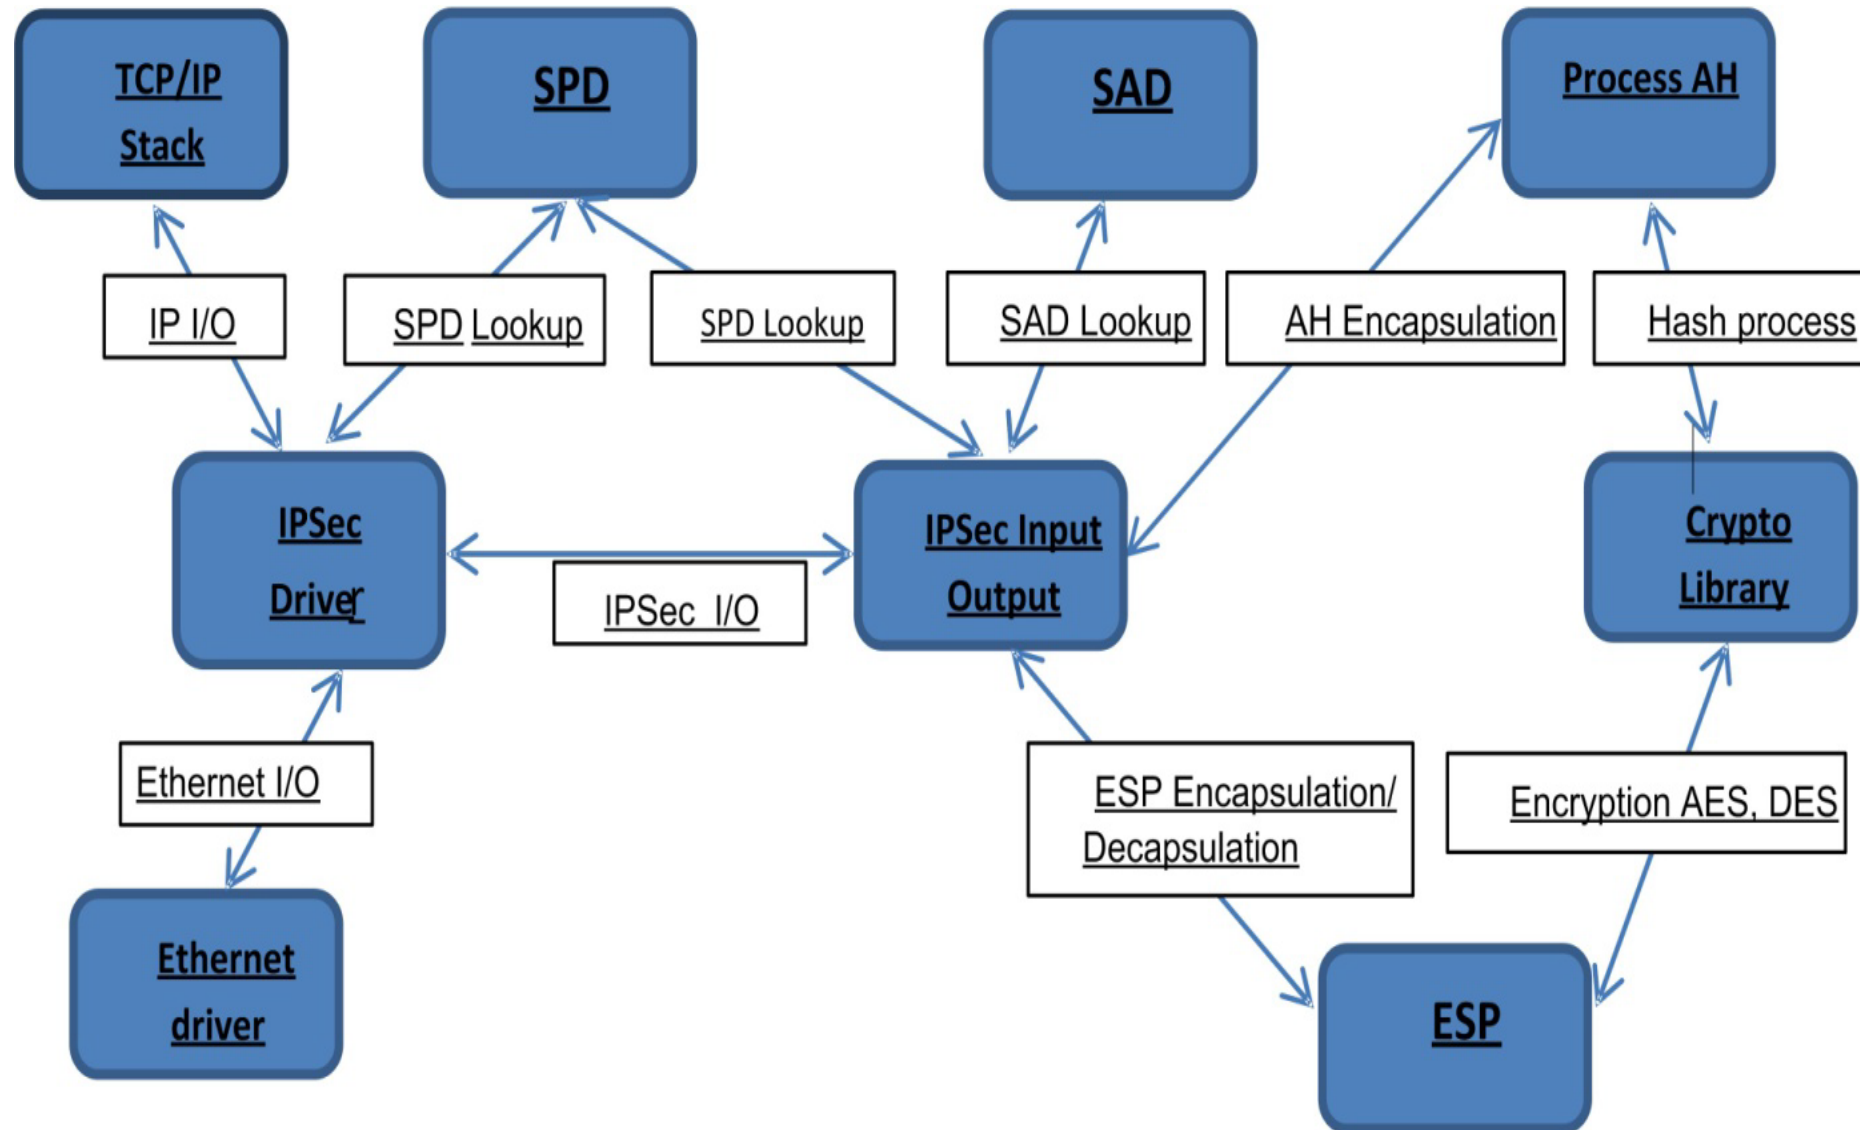 TCP/IP
Stack
SPD
SAD
Process AH
IP I/O
SPD Lookup
SPD Lookup
SAD Lookup
AH Encapsulation
Hash process
IPSec
Driver
IPSec I/O
IPSec Input
Output
Crypto
Library
Ethernet I/O
ESP Encapsulation/
Decapsulation
Encryption AES, DES
Ethernet
driver
ESP